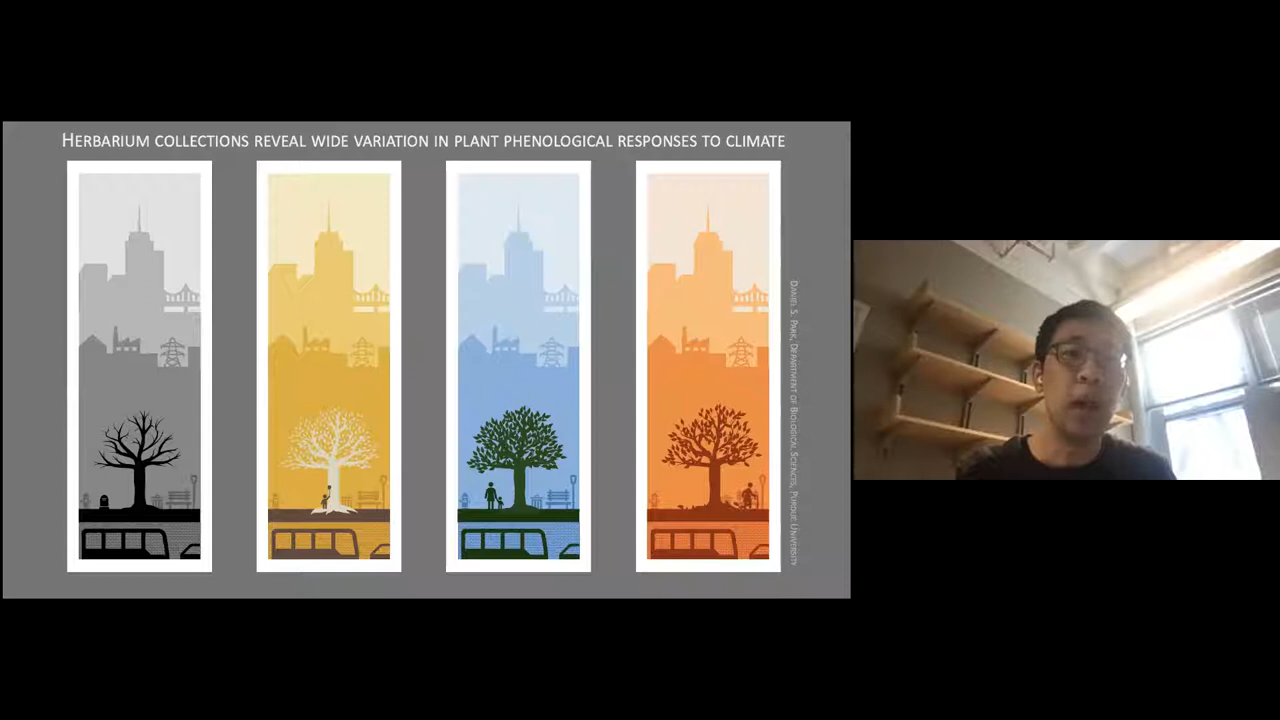 HERBARIUM COLLECTIONS REVEAL WIDE VARIATION IN PLANT PHENOLOGICAL RESPONSES TO CLIMATE
DANIEL S. PARK, DEPARTMENT OF BIOLOGICAL SCIENCES, PURDUE UNIVERSITY